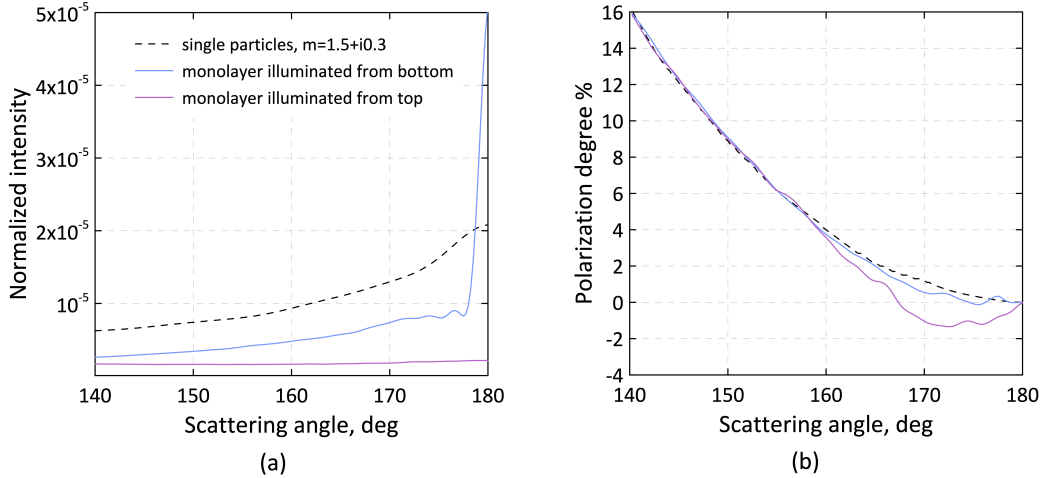 5x10⁻⁵
4x10⁻⁵
3x10⁻⁵
2x10⁻⁵
10⁻⁵
Normalized intensity
single particles, m=1.5+i0.3
monolayer illuminated from bottom
monolayer illuminated from top
140 150 160 170 180
Scattering angle, deg
(a)
16
14
12
10
8
6
4
2
0
-2
-4
Polarization degree %
140 150 160 170 180
Scattering angle, deg
(b)